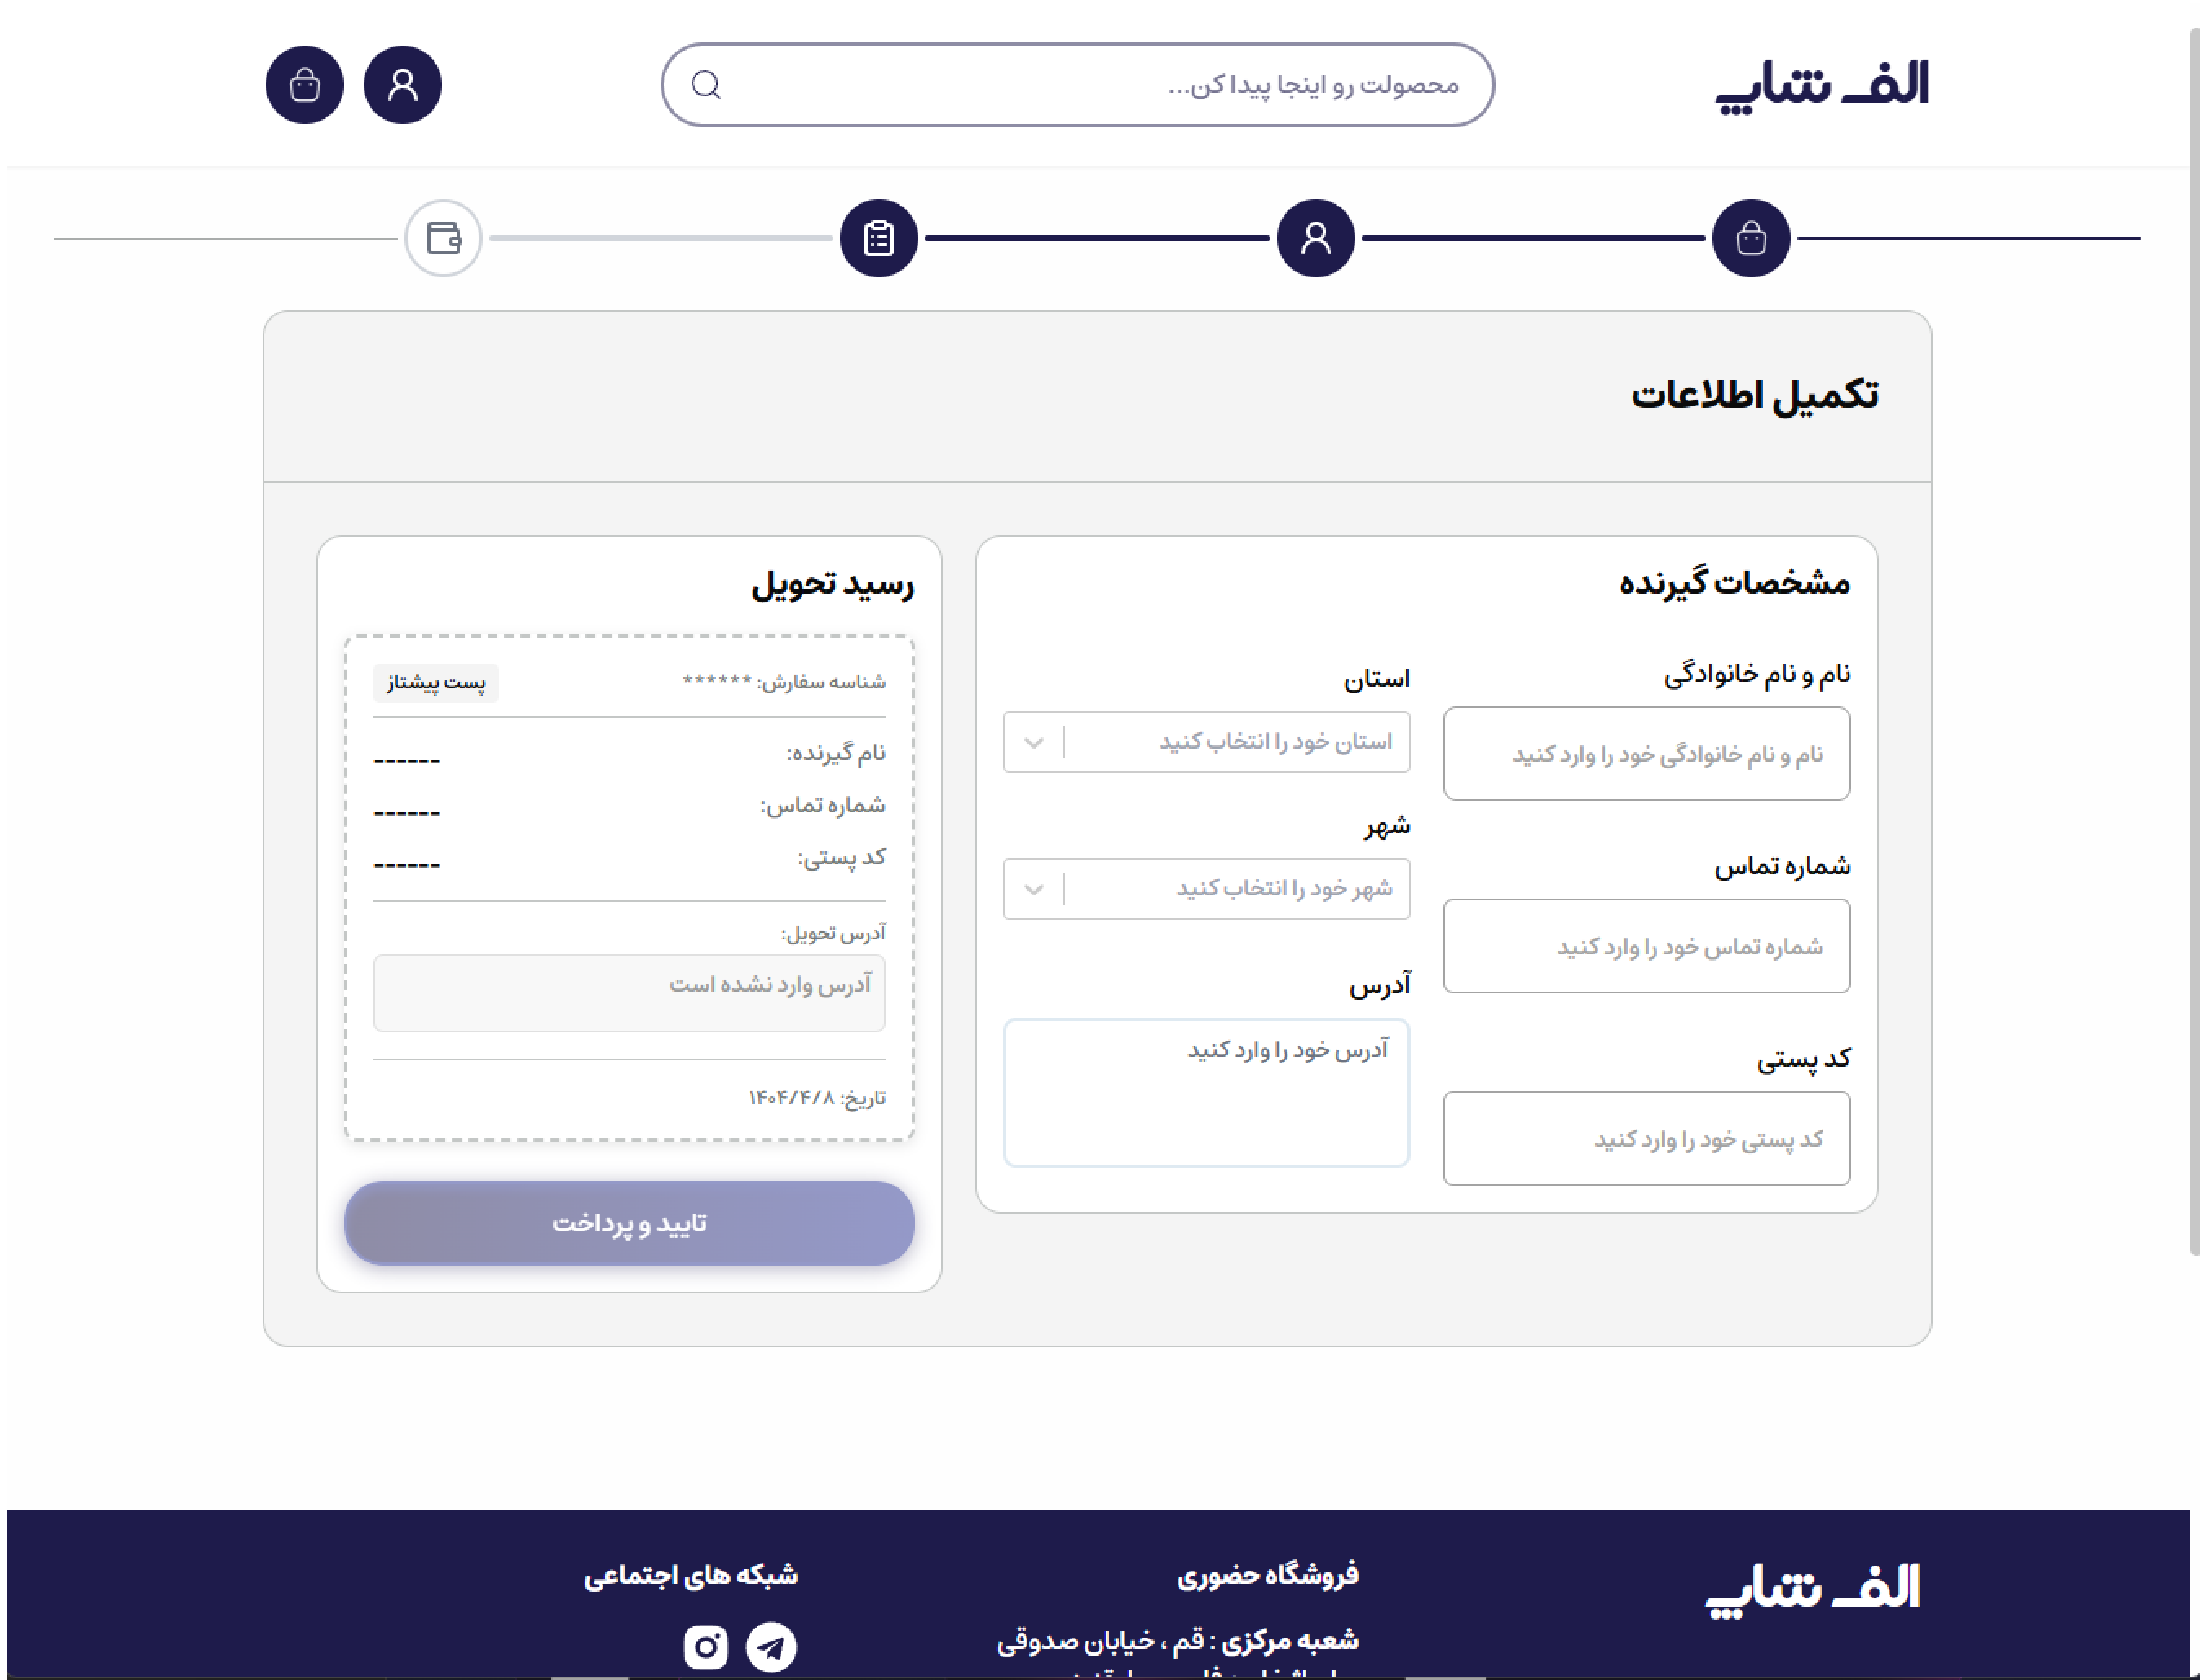 الف شاپ
محصولت رو اینجا پیدا کن...
تکمیل اطلاعات
مشخصات گیرنده
نام و نام خانوادگی
نام و نام خانوادگی خود را وارد کنید
شماره تماس
شماره تماس خود را وارد کنید
کد پستی
کد پستی خود را وارد کنید
استان
استان خود را انتخاب کنید
شهر
شهر خود را انتخاب کنید
آدرس
آدرس خود را وارد کنید
رسید تحویل
شناسه سفارش: ******
پست پیشتاز
نام گیرنده: ------
شماره تماس: ------
کد پستی: ------
آدرس تحویل:
آدرس وارد نشده است
تاریخ: ۱۴۰۴/۴/۸
تایید و پرداخت
الف شاپ
فروشگاه حضوری
شعبه مرکزی : قم ، خیابان صدوقی
شبکه های اجتماعی